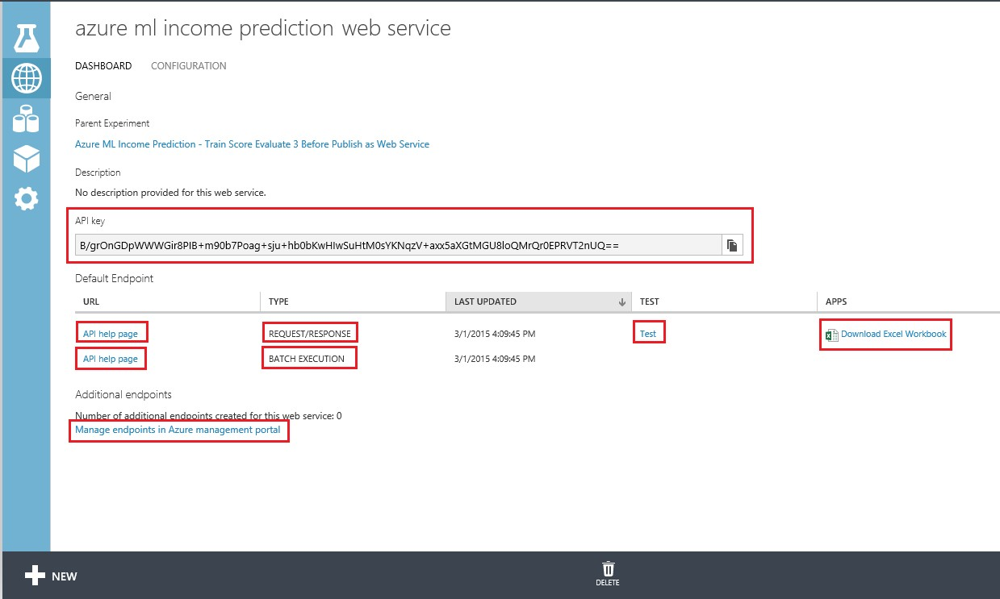 azure ml income prediction web service
DASHBOARD CONFIGURATION
General
Parent Experiment
Azure ML Income Prediction - Train Score Evaluate 3 Before Publish as Web Service
Description
No description provided for this web service.
API key
B/grOnGDpWWWGir8PIB+m90b7Poag+sju+hb0bKwHIwSuHtM0sYKNqzV+axx5aXGtMGU8loQMrQr0EPRVT2nUQ==
Default Endpoint
URL TYPE LAST UPDATED TEST APPS
API help page REQUEST/RESPONSE 3/1/2015 4:09:45 PM Test Download Excel Workbook
API help page BATCH EXECUTION 3/1/2015 4:09:45 PM
Additional endpoints
Number of additional endpoints created for this web service: 0
Manage endpoints in Azure management portal
NEW DELETE